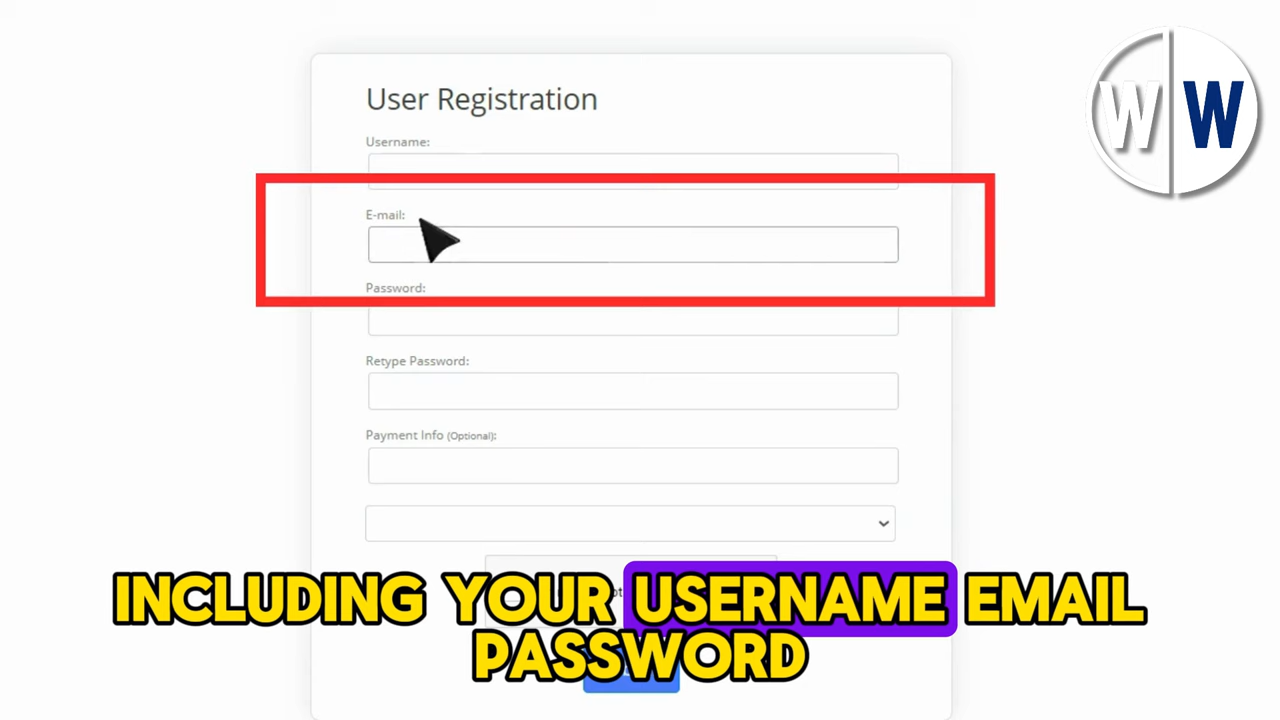 User Registration
W W
Username:
E-mail:
Password:
Retype Password:
Payment Info (Optional):
INCLUDING YOUR USERNAME EMAIL
PASSWORD